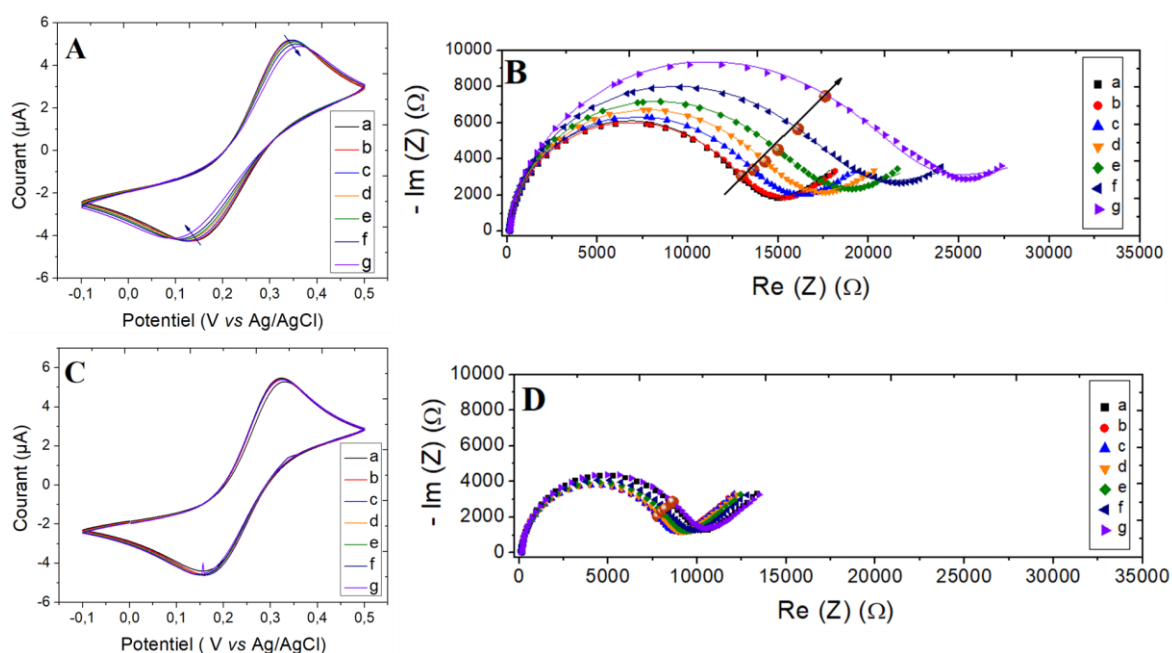 A
Courant (µA)
6
4
2
0
-2
-4
-6
-0,1 0,0 0,1 0,2 0,3 0,4 0,5
Potentiel (V vs Ag/AgCl)
a
b
c
d
e
f
g
B
- Im (Z) (Ω)
10000
8000
6000
4000
2000
0
0 5000 10000 15000 20000 25000 30000 35000
Re (Z) (Ω)
a
b
c
d
e
f
g
C
Courant (µA)
6
4
2
0
-2
-4
-6
-0,1 0,0 0,1 0,2 0,3 0,4 0,5
Potentiel ( V vs Ag/AgCl)
a
b
c
d
e
f
g
D
- Im (Z) (Ω)
10000
8000
6000
4000
2000
0
0 5000 10000 15000 20000 25000 30000 35000
Re (Z) (Ω)
a
b
c
d
e
f
g